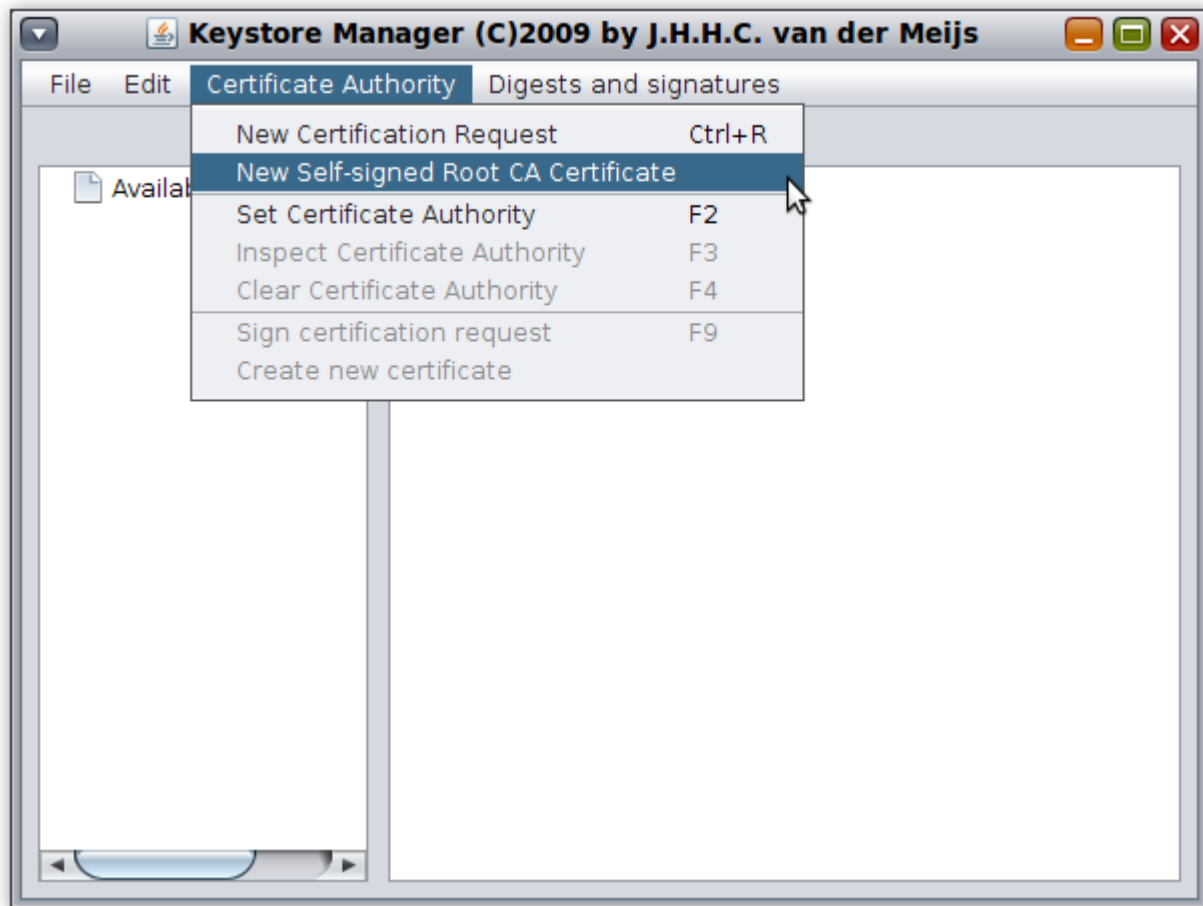 Keystore Manager (C)2009 by J.H.H.C. van der Meijs
File Edit Certificate Authority Digests and signatures
New Certification Request Ctrl+R
New Self-signed Root CA Certificate
Availab
Set Certificate Authority F2
Inspect Certificate Authority F3
Clear Certificate Authority F4
Sign certification request F9
Create new certificate